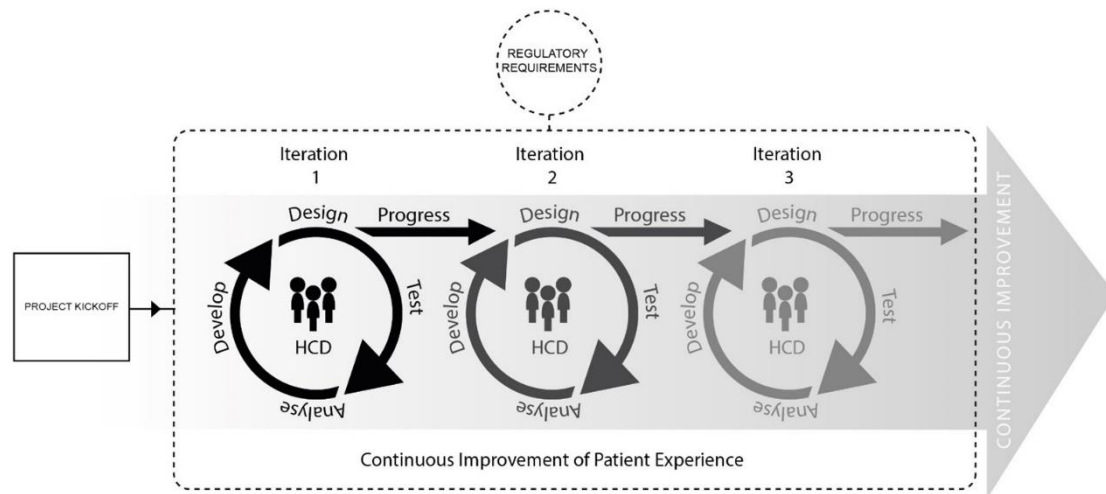 REGULATORY
REQUIREMENTS
Iteration
1
Iteration
2
Iteration
3
PROJECT KICKOFF
Design
Progress
Test
Analyse
Develop
HCD
Design
Progress
Test
Analyse
Develop
HCD
Design
Progress
Test
Analyse
Develop
HCD
CONTINUOUS IMPROVEMENT
Continuous Improvement of Patient Experience